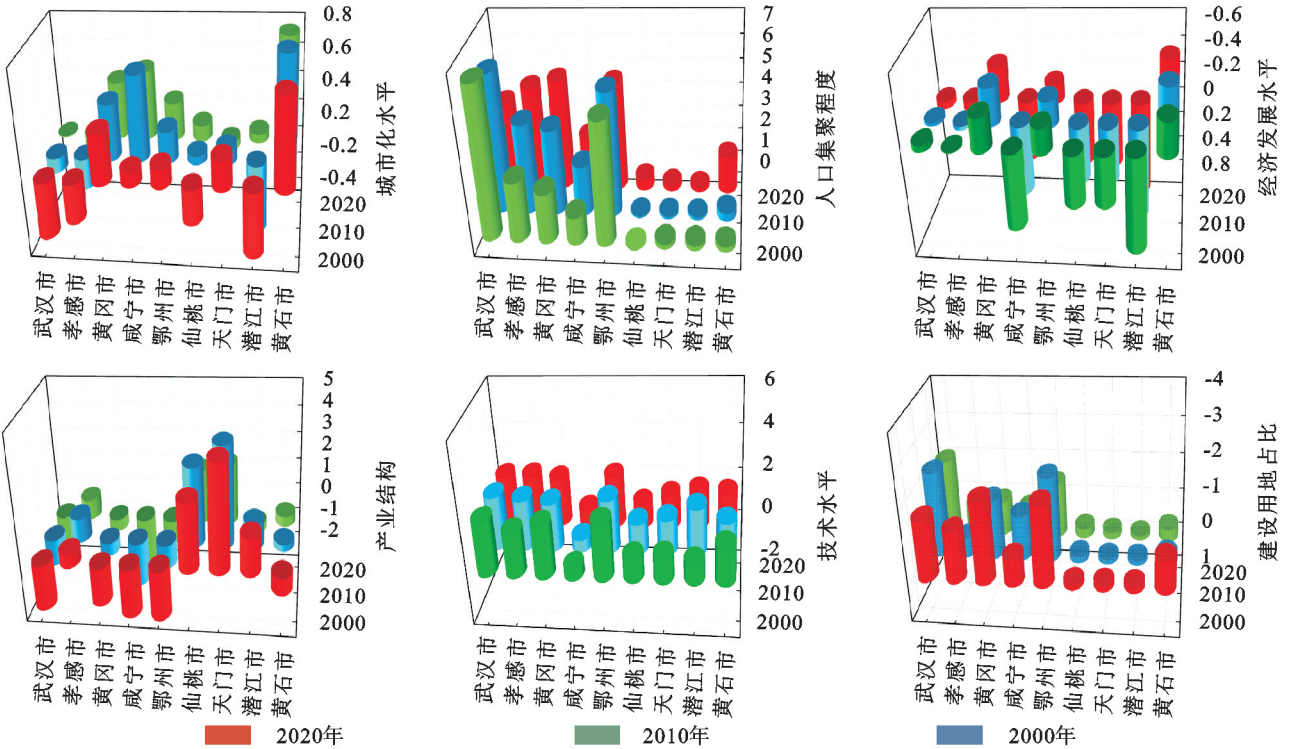 0.8
0.6
0.4
0.2
-0.2
-0.4
2020
2010
2000
城市化水平
武汉市
孝感市
黄冈市
咸宁市
鄂州市
仙桃市
天门市
潜江市
黄石市
7
6
5
4
3
2
1
0
2020
2010
2000
人口集聚程度
武汉市
孝感市
黄冈市
咸宁市
鄂州市
仙桃市
天门市
潜江市
黄石市
-0.6
-0.4
-0.2
0
0.2
0.4
0.8
2020
2010
2000
经济发展水平
武汉市
孝感市
黄冈市
咸宁市
鄂州市
仙桃市
天门市
潜江市
黄石市
5
4
3
2
1
0
-1
-2
2020
2010
2000
产业结构
武汉市
孝感市
黄冈市
咸宁市
鄂州市
仙桃市
天门市
潜江市
黄石市
6
4
2
0
-2
2020
2010
2000
技术水平
武汉市
孝感市
黄冈市
咸宁市
鄂州市
仙桃市
天门市
潜江市
黄石市
-4
-3
-2
-1
0
1
2020
2010
2000
建设用地占比
武汉市
孝感市
黄冈市
咸宁市
鄂州市
仙桃市
天门市
潜江市
黄石市
2020年
2010年
2000年